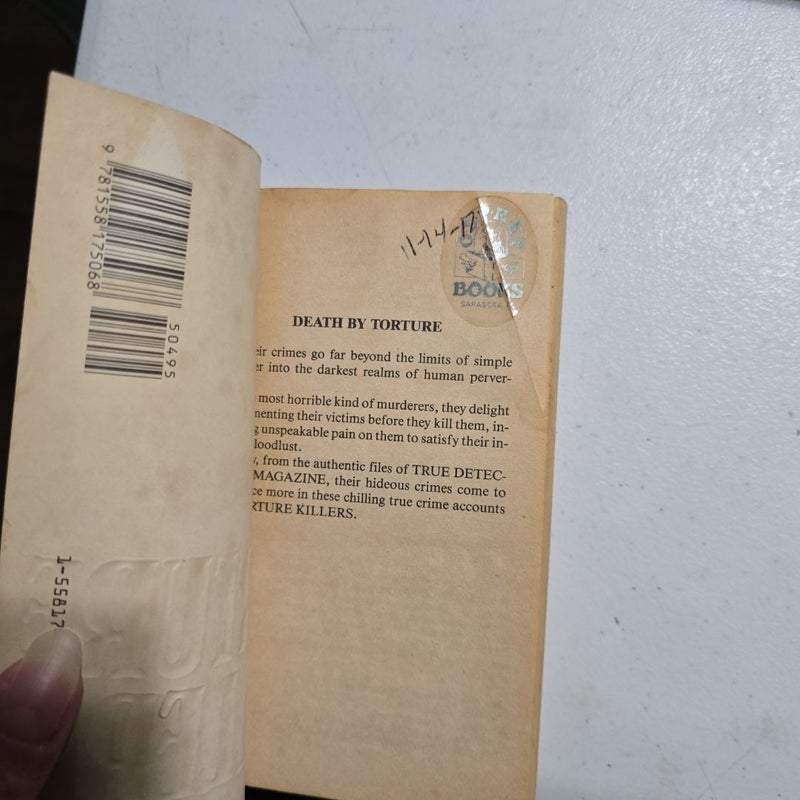 9 781558 175068
50495
1-55817
11-14-17
BOOKS
SARASOTA
DEATH BY TORTURE
eir crimes go far beyond the limits of simple
er into the darkest realms of human perver-
most horrible kind of murderers, they delight
menting their victims before they kill them, in-
g unspeakable pain on them to satisfy their in-
loodlust.
, from the authentic files of TRUE DETEC-
MAGAZINE, their hideous crimes come to
ce more in these chilling true crime accounts
RTURE KILLERS.